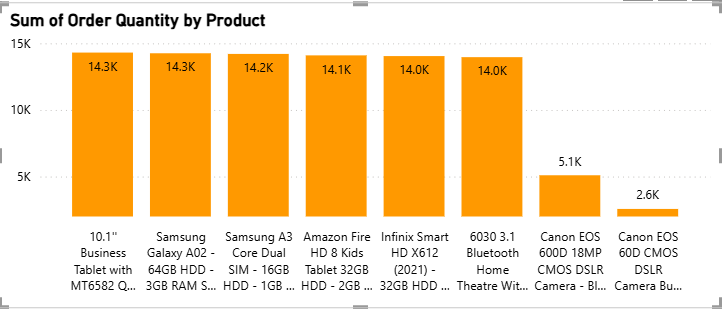 Sum of Order Quantity by Product
15K
10K
5K
14.3K
14.3K
14.2K
14.1K
14.0K
14.0K
5.1K
2.6K
10.1"
Business
Tablet with
MT6582 Q...
Samsung
Galaxy A02 -
64GB HDD -
3GB RAM S...
Samsung A3
Core Dual
SIM - 16GB
HDD - 1GB ...
Amazon Fire
HD 8 Kids
Tablet 32GB
HDD - 2GB ...
Infinix Smart
HD X612
(2021) -
32GB HDD ...
6030 3.1
Bluetooth
Home
Theatre Wit...
Canon EOS
600D 18MP
CMOS DSLR
Camera - Bl...
Canon EOS
60D CMOS
DSLR
Camera Bu...